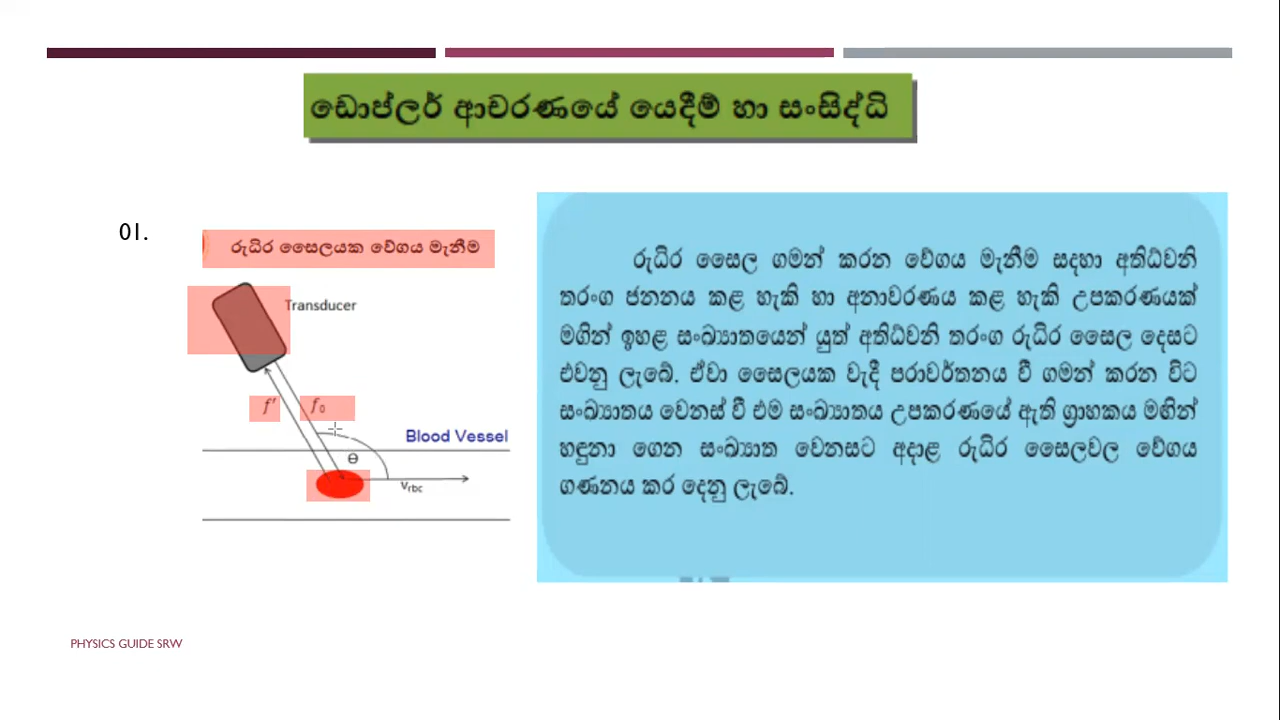 ඩොප්ලර් ආචරණයේ යෙදීම් හා සංසිද්ධි
01.
රුධිර සෛලයක වේගය මැනීම
Transducer
f'
f₀
Blood Vessel
θ
vrbc
රුධිර සෛල ගමන් කරන වේගය මැනීම සදහා අතිධ්වනි
තරංග ජනනය කළ හැකි හා අනාවරණය කළ හැකි උපකරණයක්
මගින් ඉහළ සංඛ්‍යාතයෙන් යුත් අතිධ්වනි තරංග රුධිර සෛල දෙසට
එවනු ලැබේ. ඒවා සෛලයක වැදී පරාවර්තනය වී ගමන් කරන විට
සංඛ්‍යාතය වෙනස් වී එම සංඛ්‍යාතය උපකරණයේ ඇති ග්‍රාහකය මඟින්
හඳුනා ගෙන සංඛ්‍යාත වෙනසට අදාළ රුධිර සෛලවල වේගය
ගණනය කර දෙනු ලැබේ.
PHYSICS GUIDE SRW